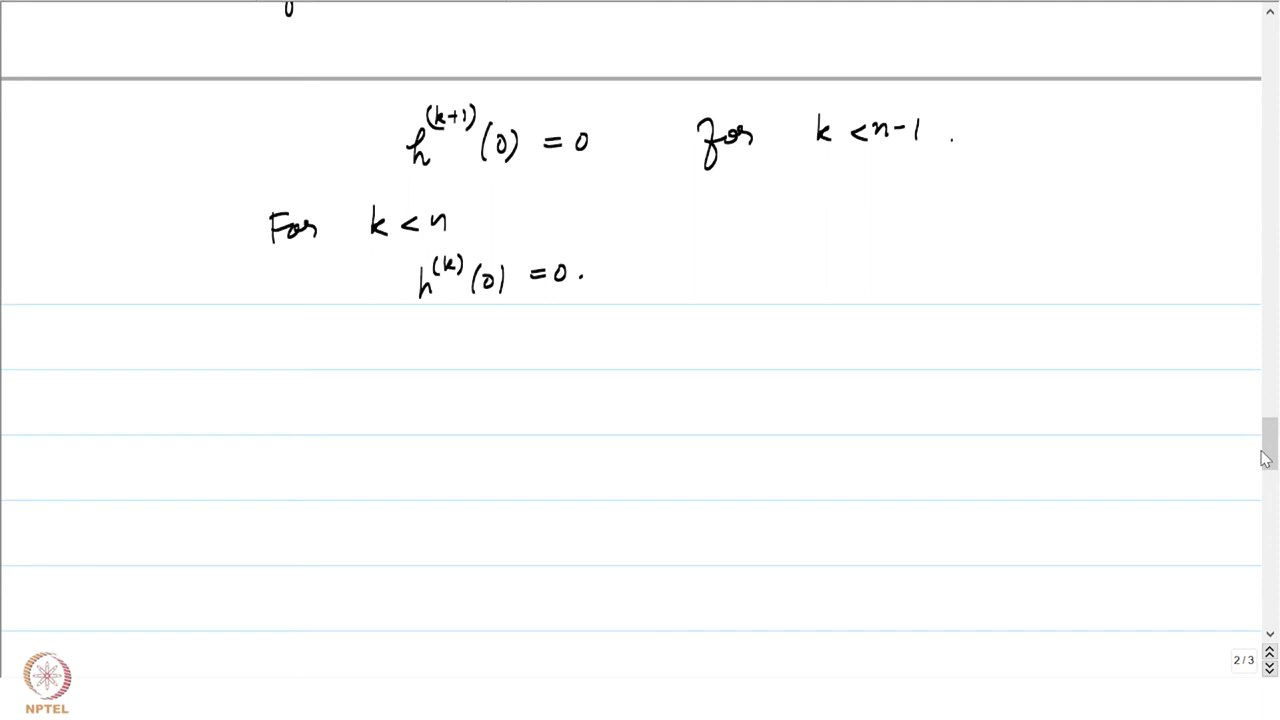 h^{(k+1)}(0) = 0 for k < n-1 .
For k < n
h^{(k)}(0) = 0 .
2 / 3
NPTEL